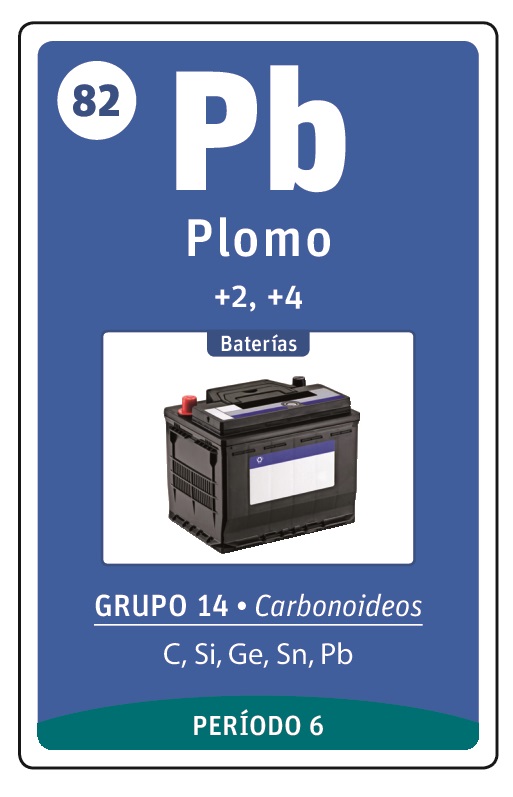 82
Pb
Plomo
+2, +4
Baterías
GRUPO 14 • Carbonoideos
C, Si, Ge, Sn, Pb
PERÍODO 6